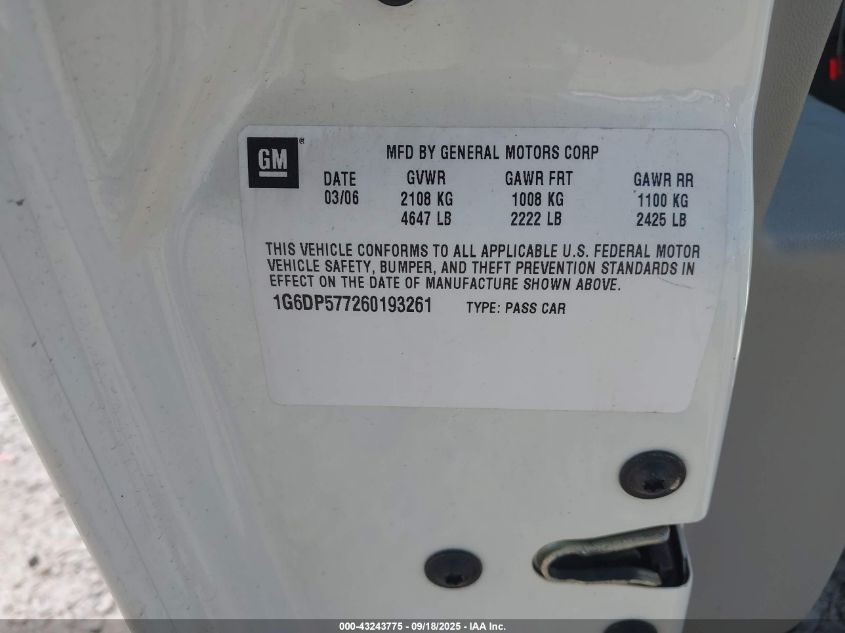 GM®
MFD BY GENERAL MOTORS CORP
DATE GVWR GAWR FRT GAWR RR
03/06 2108 KG 1008 KG 1100 KG
4647 LB 2222 LB 2425 LB
THIS VEHICLE CONFORMS TO ALL APPLICABLE U.S. FEDERAL MOTOR
VEHICLE SAFETY, BUMPER, AND THEFT PREVENTION STANDARDS IN
EFFECT ON THE DATE OF MANUFACTURE SHOWN ABOVE.
1G6DP577260193261 TYPE: PASS CAR
000-43243775 - 09/18/2025 - IAA Inc.